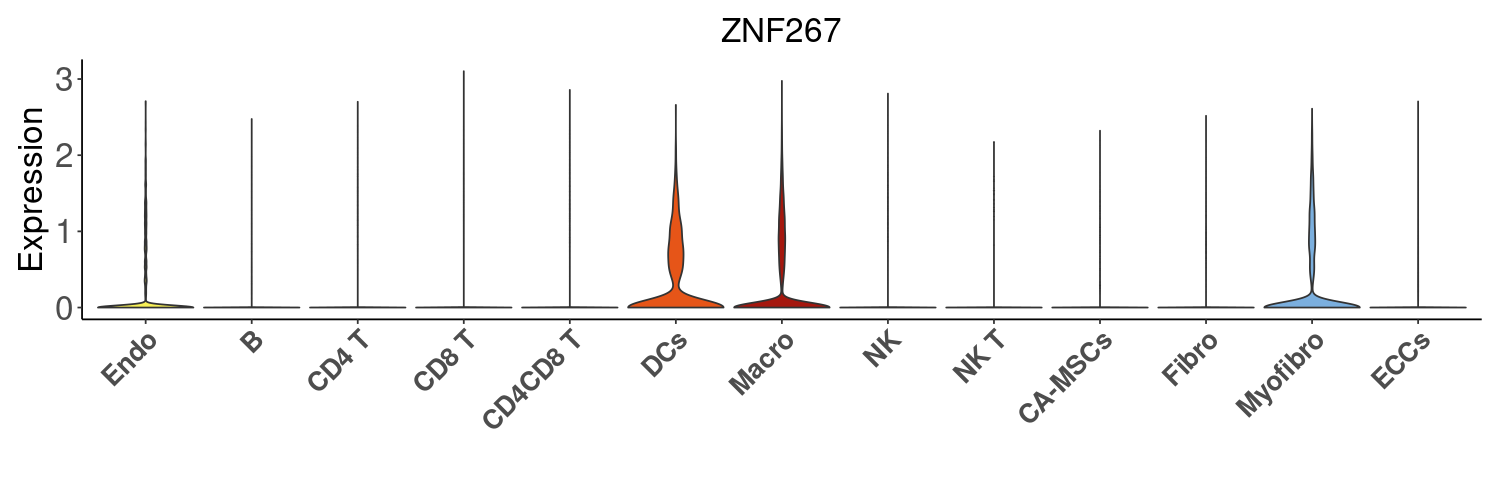 ZNF267
Expression
3
2
1
0
Endo
B
CD4 T
CD8 T
CD4CD8 T
DCs
Macro
NK
NK T
CA-MSCs
Fibro
Myofibro
ECCs